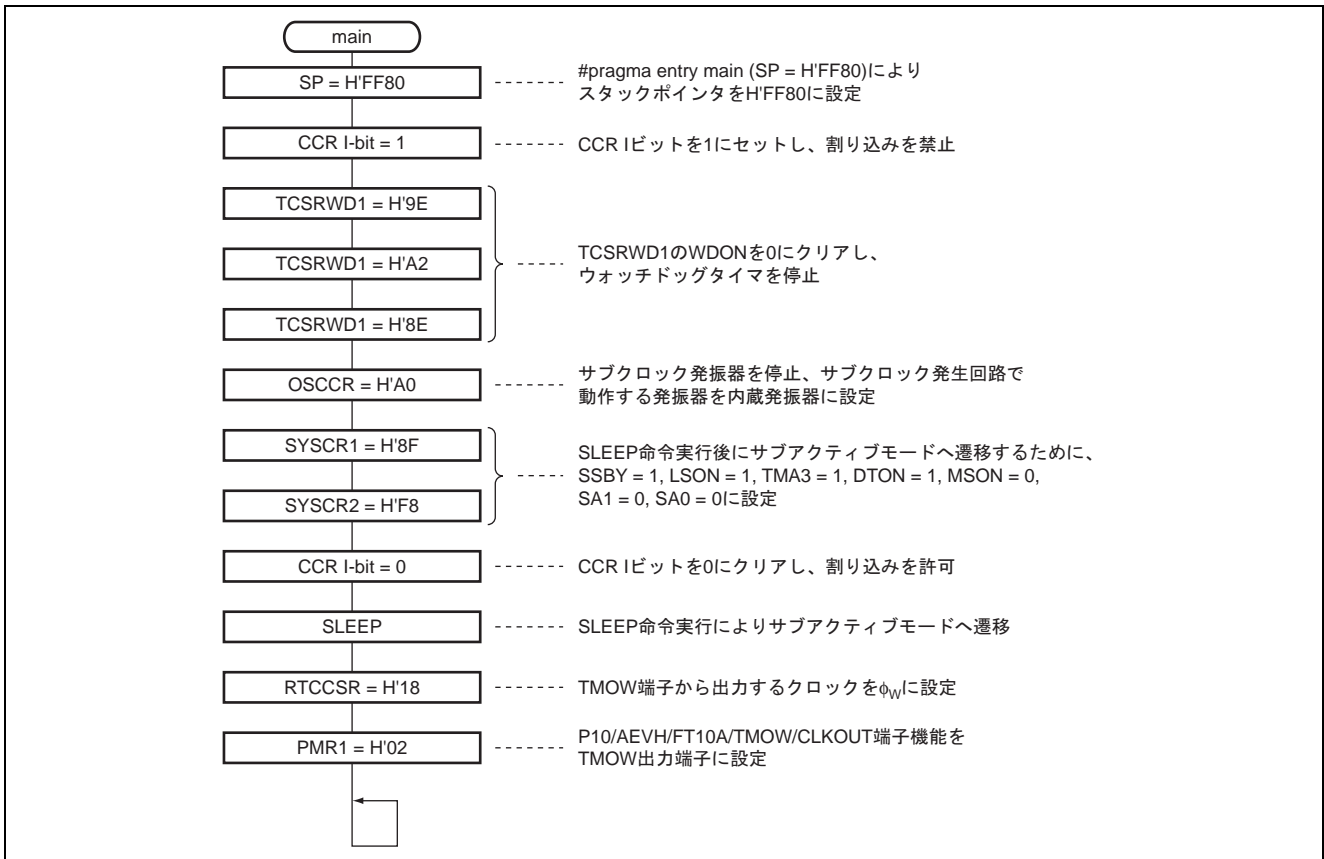 main
SP = H'FF80
#pragma entry main (SP = H'FF80)により
スタックポインタをH'FF80に設定
CCR I-bit = 1
CCR Iビットを1にセットし、割り込みを禁止
TCSRWD1 = H'9E
TCSRWD1 = H'A2
TCSRWD1 = H'8E
TCSRWD1のWDONを0にクリアし、
ウォッチドッグタイマを停止
OSCCR = H'A0
サブクロック発振器を停止、サブクロック発生回路で
動作する発振器を内蔵発振器に設定
SYSCR1 = H'8F
SYSCR2 = H'F8
SLEEP命令実行後にサブアクティブモードへ遷移するために、
SSBY = 1, LSON = 1, TMA3 = 1, DTON = 1, MSON = 0,
SA1 = 0, SA0 = 0に設定
CCR I-bit = 0
CCR Iビットを0にクリアし、割り込みを許可
SLEEP
SLEEP命令実行によりサブアクティブモードへ遷移
RTCCSR = H'18
TMOW端子から出力するクロックをφWに設定
PMR1 = H'02
P10/AEVH/FT10A/TMOW/CLKOUT端子機能を
TMOW出力端子に設定